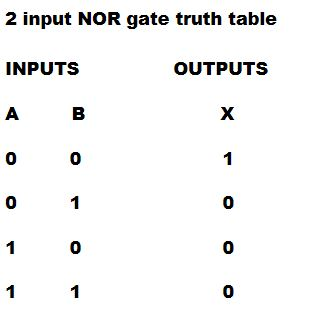 2 input NOR gate truth table
INPUTS OUTPUTS
A B X
0 0 1
0 1 0
1 0 0
1 1 0